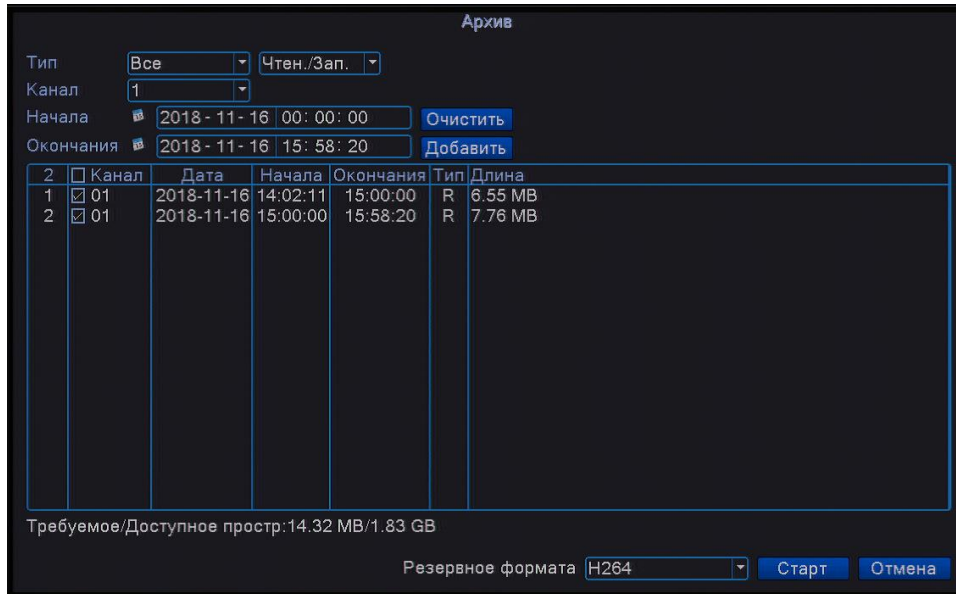 Архив
Тип Все Чтен./Зап.
Канал 1
Начала 2018-11-16 00:00:00 Очистить
Окончания 2018-11-16 15:58:20 Добавить
2 Канал Дата Начала Окончания Тип Длина
1 01 2018-11-16 14:02:11 15:00:00 R 6.55 MB
2 01 2018-11-16 15:00:00 15:58:20 R 7.76 MB
Требуемое/Доступное простр:14.32 MB/1.83 GB
Резервное формата H264 Старт Отмена